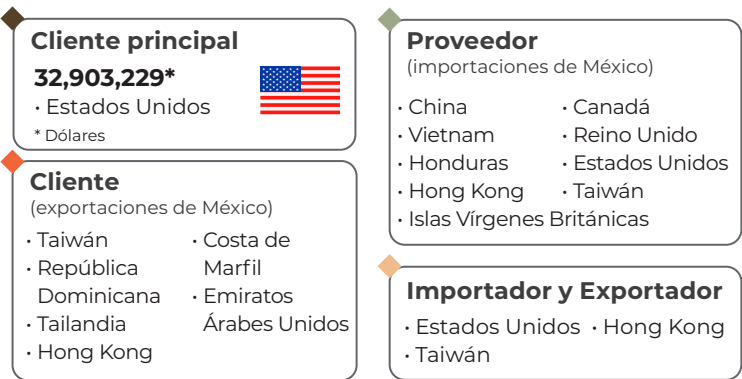 Cliente principal
32,903,229*
· Estados Unidos
* Dólares
Cliente
(exportaciones de México)
· Taiwán
· República
Dominicana
· Tailandia
· Hong Kong
· Costa de
Marfil
· Emiratos
Árabes Unidos
Proveedor
(importaciones de México)
· China
· Vietnam
· Honduras
· Hong Kong
· Islas Vírgenes Británicas
· Canadá
· Reino Unido
· Estados Unidos
· Taiwán
Importador y Exportador
· Estados Unidos · Hong Kong
· Taiwán